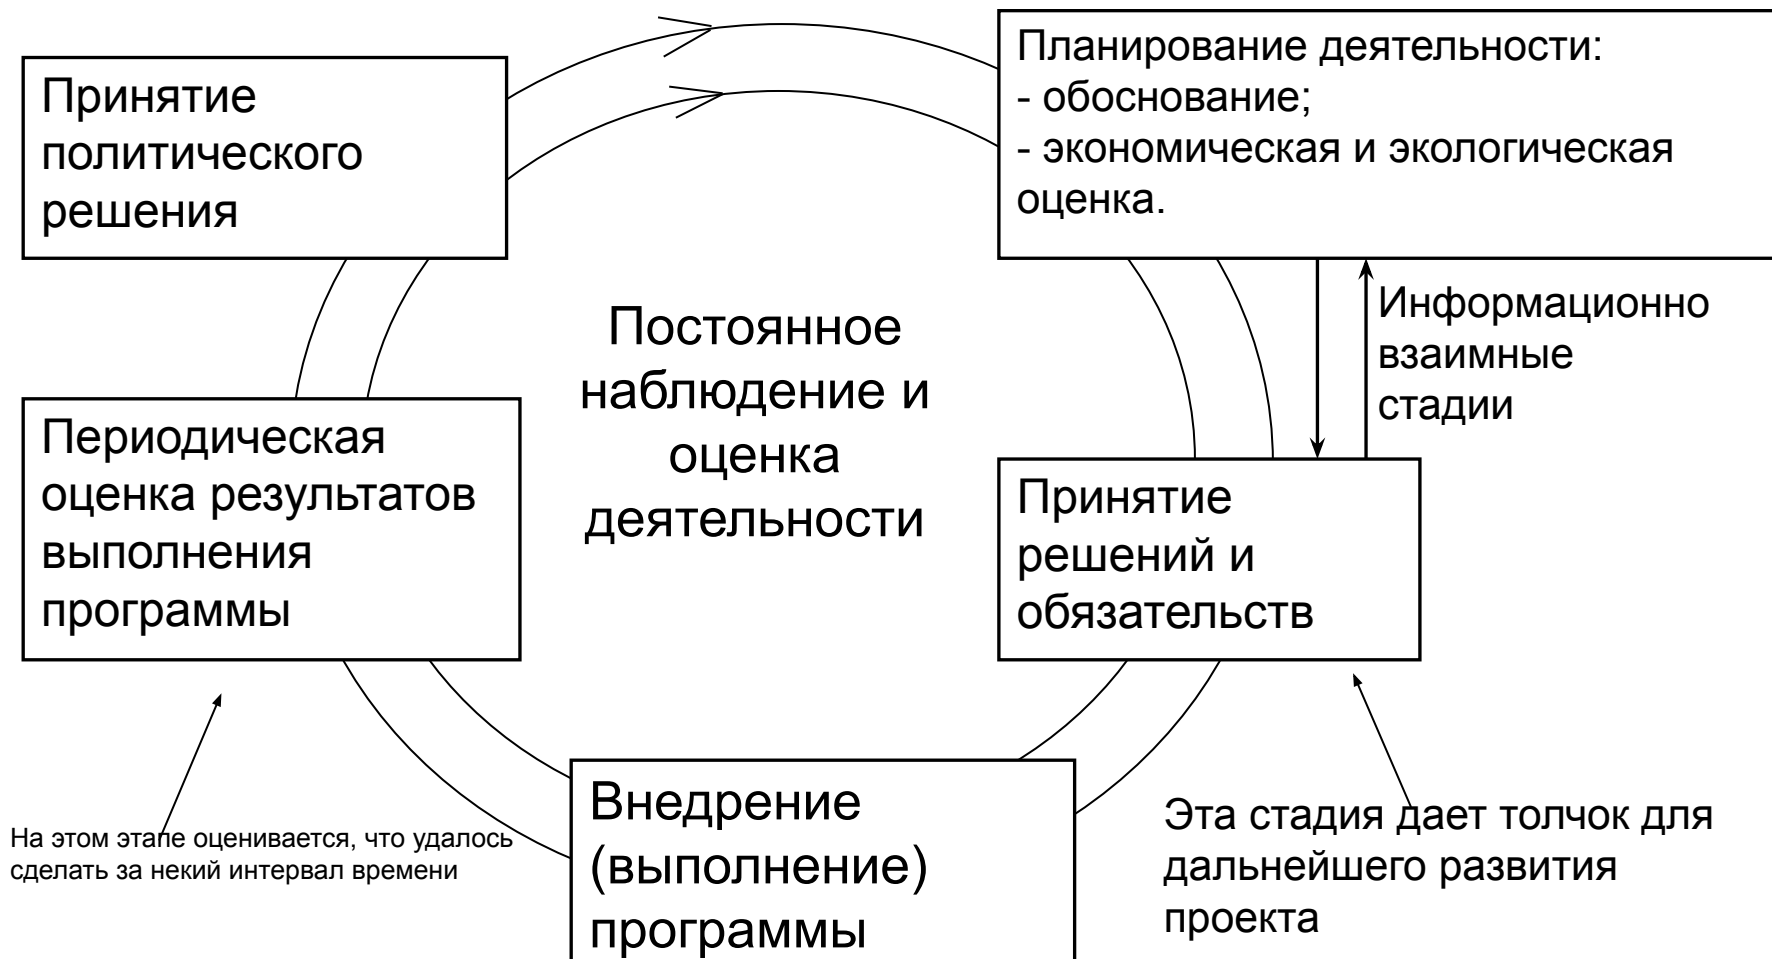 Принятие
политического
решения
Планирование деятельности:
- обоснование;
- экономическая и экологическая
оценка.
Информационно
взаимные
стадии
Постоянное
наблюдение и
оценка
деятельности
Периодическая
оценка результатов
выполнения
программы
Принятие
решений и
обязательств
Внедрение
(выполнение)
программы
На этом этапе оценивается, что удалось
сделать за некий интервал времени
Эта стадия дает толчок для
дальнейшего развития
проекта